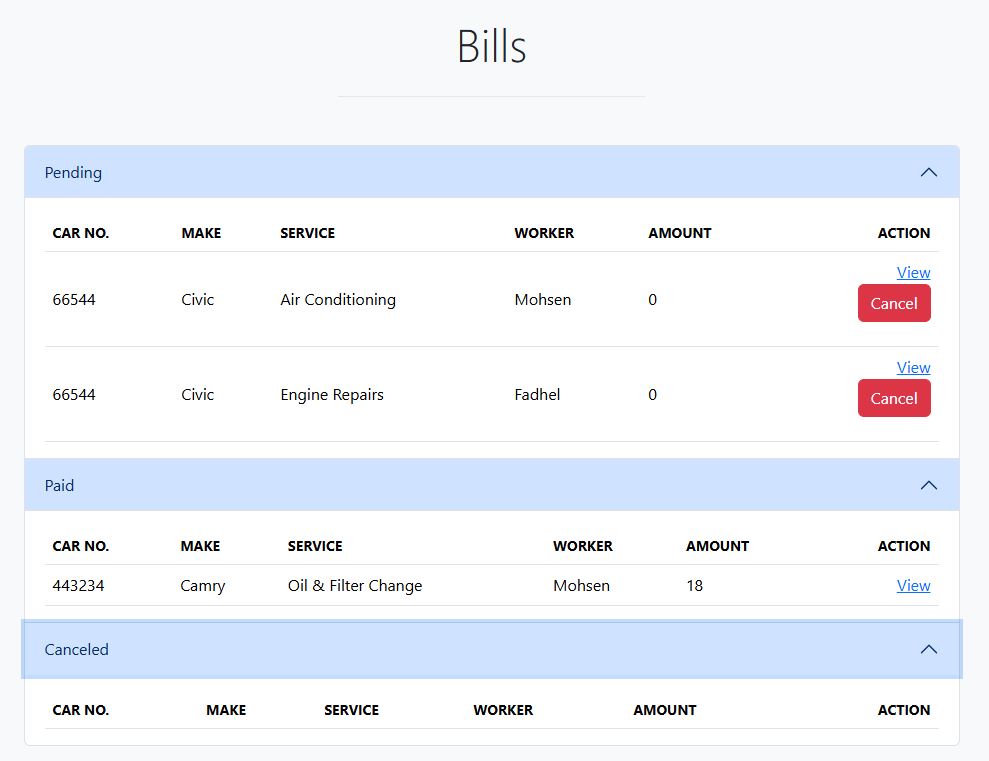 Bills
Pending
CAR NO. MAKE SERVICE WORKER AMOUNT ACTION
66544 Civic Air Conditioning Mohsen 0 View
Cancel
66544 Civic Engine Repairs Fadhel 0 View
Cancel
Paid
CAR NO. MAKE SERVICE WORKER AMOUNT ACTION
443234 Camry Oil & Filter Change Mohsen 18 View
Canceled
CAR NO. MAKE SERVICE WORKER AMOUNT ACTION